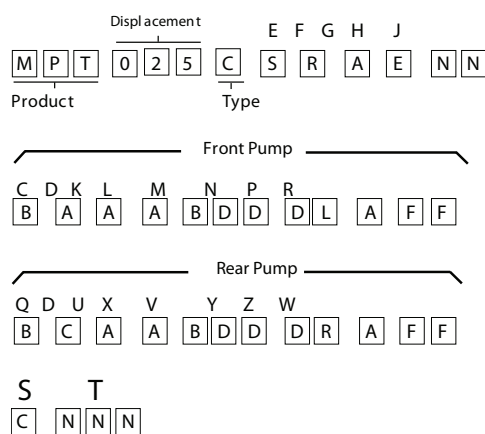 Displacement
E F G H J
M P T 0 2 5 C S R A E N N
Product Type
Front Pump
C D K L M N P R
B A A A B D D D L A F F
Rear Pump
Q D U X V Y Z W
B C A A B D D D R A F F
S T
C N N N